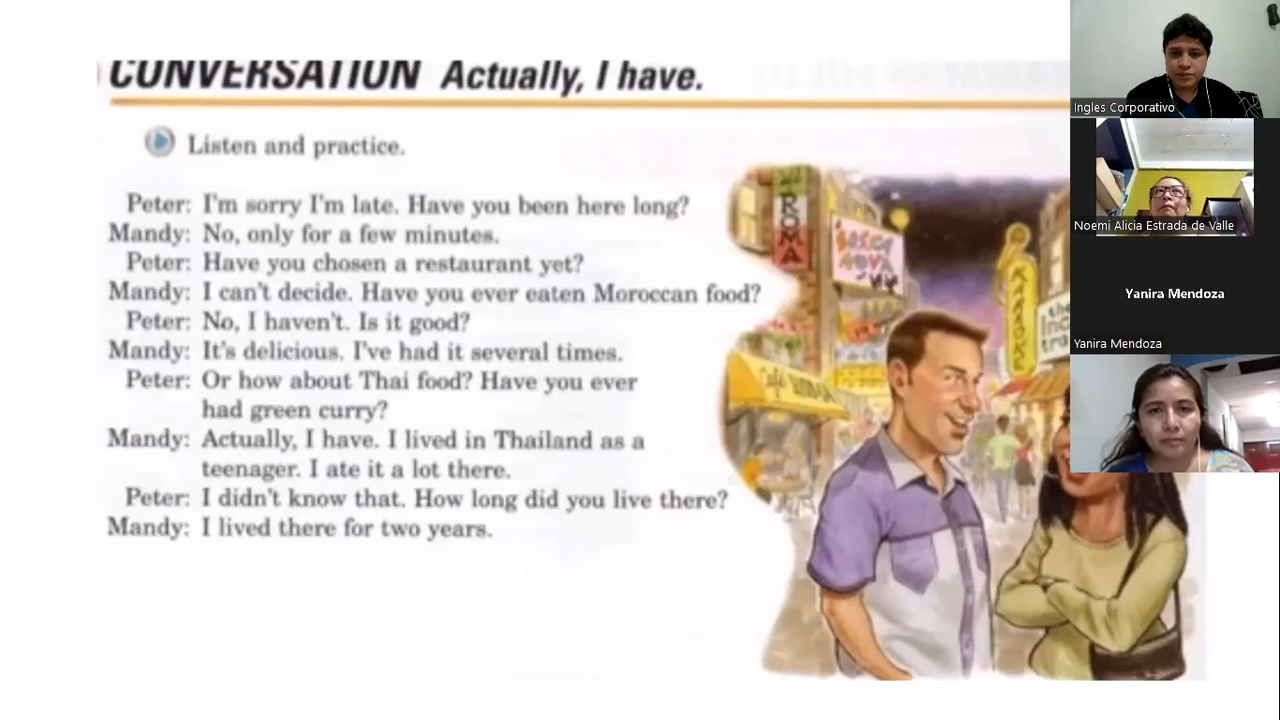 CONVERSATION Actually, I have.
Listen and practice.
Peter: I'm sorry I'm late. Have you been here long?
Mandy: No, only for a few minutes.
Peter: Have you chosen a restaurant yet?
Mandy: I can't decide. Have you ever eaten Moroccan food?
Peter: No, I haven't. Is it good?
Mandy: It's delicious. I've had it several times.
Peter: Or how about Thai food? Have you ever
had green curry?
Mandy: Actually, I have. I lived in Thailand as a
teenager. I ate it a lot there.
Peter: I didn't know that. How long did you live there?
Mandy: I lived there for two years.
ROMA
BOSSA
NOVA
KARAOKE
Café
the
Ingles Corporativo
Noemi Alicia Estrada de Valle
Yanira Mendoza
Yanira Mendoza